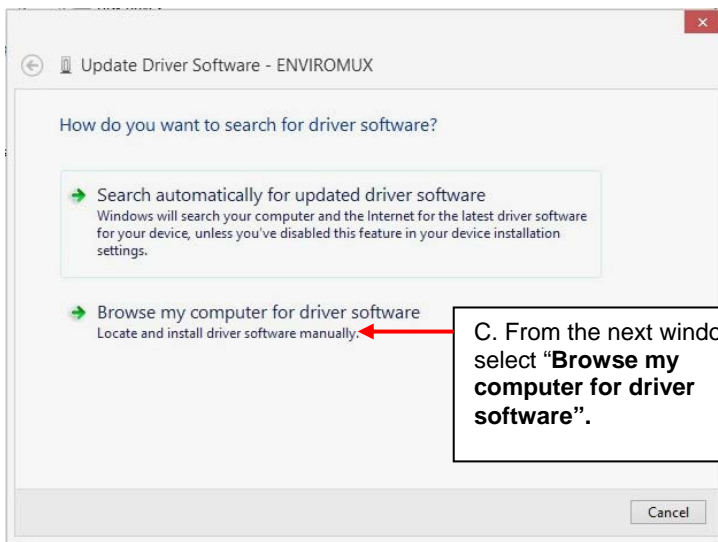 Update Driver Software - ENVIROMUX
How do you want to search for driver software?
Search automatically for updated driver software
Windows will search your computer and the Internet for the latest driver software
for your device, unless you've disabled this feature in your device installation
settings.
Browse my computer for driver software
Locate and install driver software manually.
C. From the next windo
select “Browse my
computer for driver
software”.
Cancel